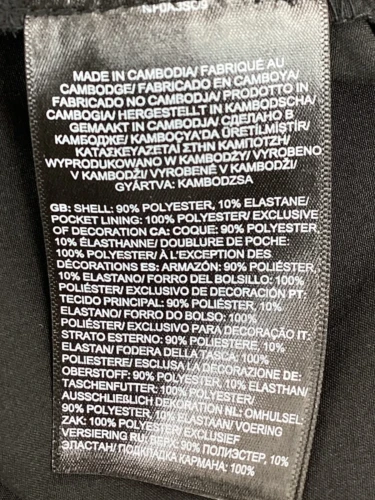 MADE IN CAMBODIA/ FABRIQUÉ AU
CAMBODGE/ FABRICADO EN CAMBOYA/
FABRICADO NO CAMBODJA/ PRODOTTO IN
CAMBOGIA/ HERGESTELLT IN KAMBODSCHA/
GEMAAKT IN CAMBODJA/ СДЕЛАНО В
КАМБОДЖЕ/ KAMBOÇYA'DA ÜRETİLMİŞTİR/
ΚΑΤΑΣΚΕΥΑΖΕΤΑΙ ΣΤΗΝ ΚΑΜΠΟΤΖΗ/
WYPRODUKOWANO W KAMBODŻY/ VYROBENO
V KAMBODŽI/ VYROBENÉ V KAMBODŽI/
GYÁRTVA: KAMBODZSA
GB: SHELL: 90% POLYESTER, 10% ELASTANE/
POCKET LINING: 100% POLYESTER/ EXCLUSIVE
OF DECORATION CA: COQUE: 90% POLYESTER,
10% ÉLASTHANNE/ DOUBLURE DE POCHE:
100% POLYESTER/ À L'EXCEPTION DES
DÉCORATIONS ES: ARMAZÓN: 90% POLIÉSTER,
10% ELASTANO/ FORRO DEL BOLSILLO: 100%
POLIÉSTER/ EXCLUSIVO DE DECORACIÓN PT:
TECIDO PRINCIPAL: 90% POLIÉSTER, 10%
ELASTANO/ FORRO DO BOLSO: 100%
POLIÉSTER/ EXCLUSIVO PARA DECORAÇÃO IT:
STRATO ESTERNO: 90% POLIESTERE, 10%
ELASTAN/ FODERA DELLA TASCA: 100%
POLIESTERE/ ESCLUSA LA DECORAZIONE DE:
OBERSTOFF: 90% POLYESTER, 10% ELASTHAN/
TASCHENFUTTER: 100% POLYESTER/
AUSSCHLIEßLICH DEKORATION NL: OMHULSEL:
90% POLYESTER, 10% ELASTAAN/ VOERING
ZAK: 100% POLYESTER/ EXCLUSIEF
VERSIERING RU: ВЕРХ: 90% ПОЛИЭСТЕР, 10%
ЭЛАСТАН/ ПОДКЛАДКА КАРМАНА: 100%